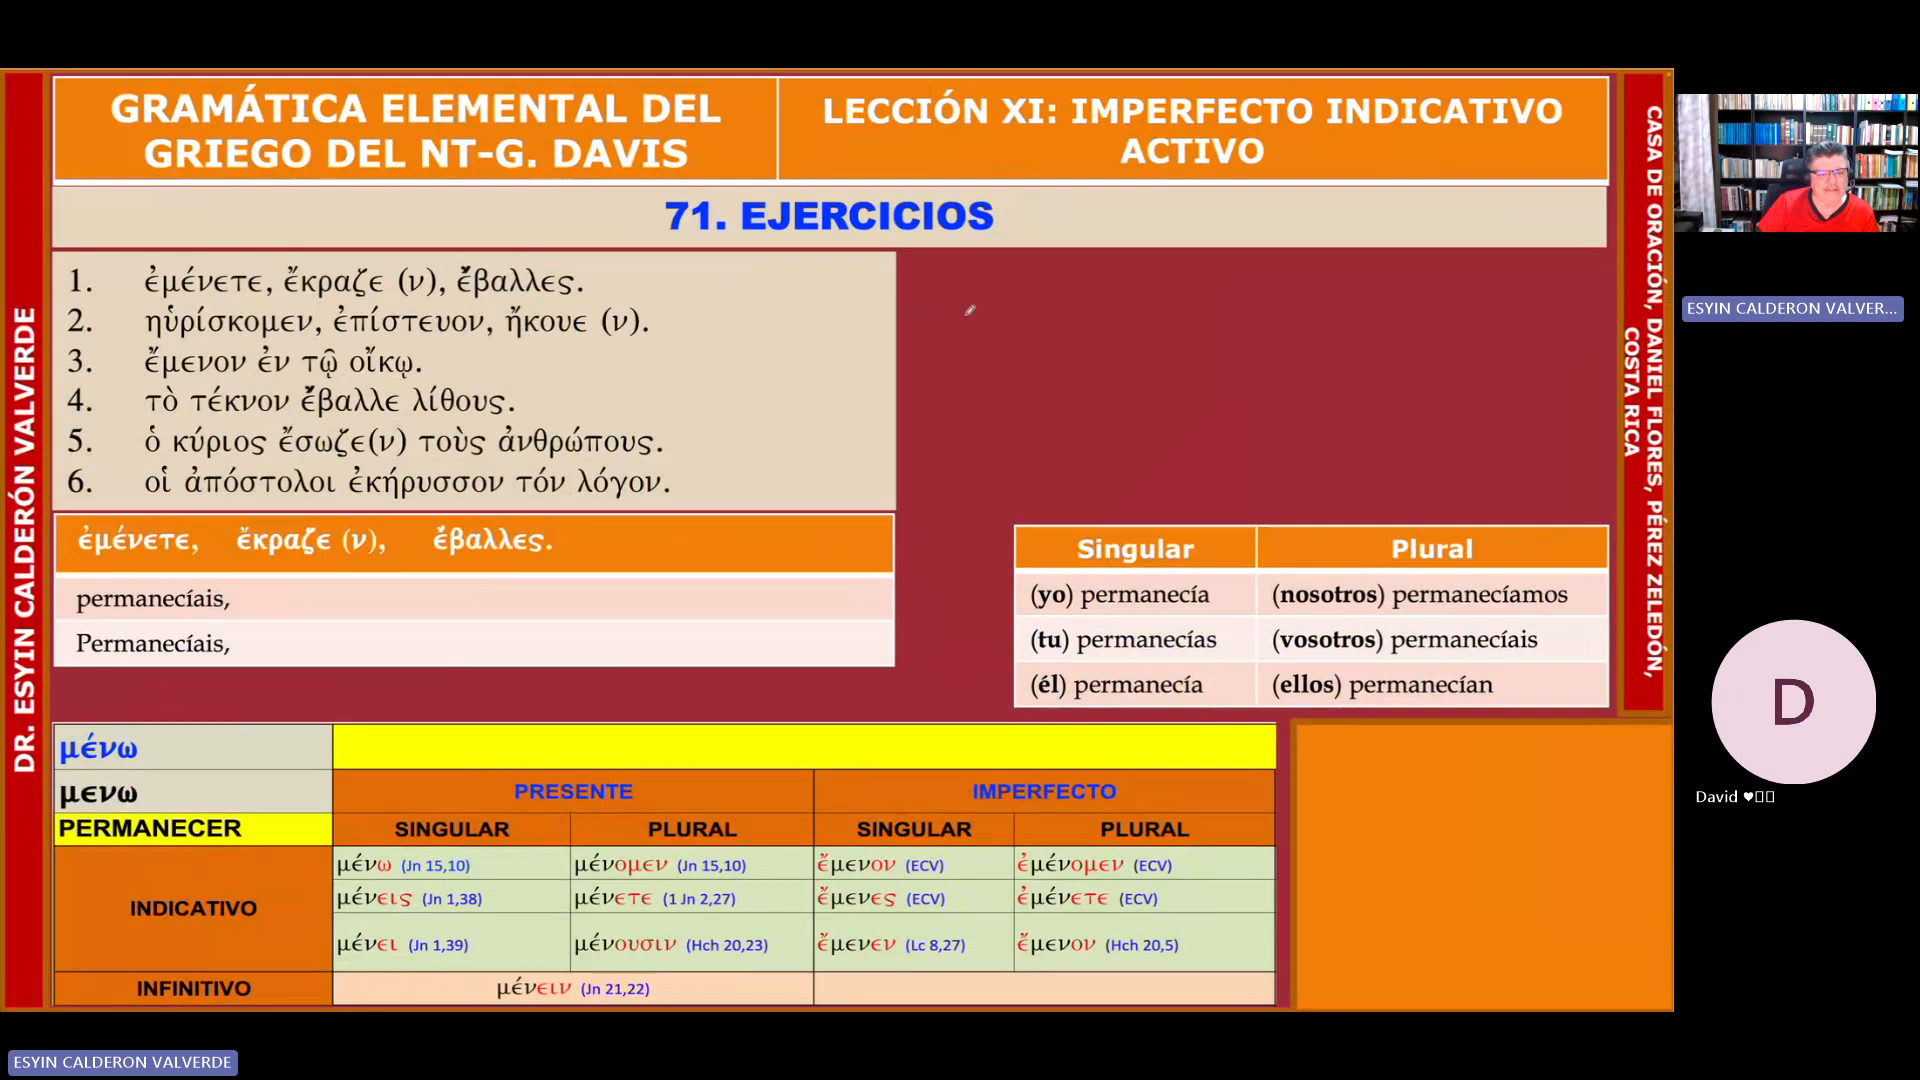 GRAMÁTICA ELEMENTAL DEL
GRIEGO DEL NT-G. DAVIS
LECCIÓN XI: IMPERFECTO INDICATIVO
ACTIVO
71. EJERCICIOS
1. ἐμένετε, ἔκραζε (ν), ἔβαλλες.
2. ηὑρίσκομεν, ἐπίστευον, ἤκουε (ν).
3. ἔμενον ἐν τῷ οἴκῳ.
4. τὸ τέκνον ἔβαλλε λίθους.
5. ὁ κύριος ἔσωζε(ν) τοὺς ἀνθρώπους.
6. οἱ ἀπόστολοι ἐκήρυσσον τόν λόγον.
ἐμένετε, ἔκραζε (ν), ἔβαλλες.
permanecíais,
Permanecíais,
Singular Plural
(yo) permanecía (nosotros) permanecíamos
(tu) permanecías (vosotros) permanecíais
(él) permanecía (ellos) permanecían
μένω
μενω PRESENTE IMPERFECTO
PERMANECER SINGULAR PLURAL SINGULAR PLURAL
INDICATIVO
μένω (Jn 15,10) μένομεν (Jn 15,10) ἔμενον (ECV) ἐμένομεν (ECV)
μένεις (Jn 1,38) μένετε (1 Jn 2,27) ἔμενες (ECV) ἐμένετε (ECV)
μένει (Jn 1,39) μένουσιν (Hch 20,23) ἔμενεν (Lc 8,27) ἔμενον (Hch 20,5)
INFINITIVO μένειν (Jn 21,22)
DR. ESYIN CALDERÓN VALVERDE
CASA DE ORACIÓN, DANIEL FLORES, PÉREZ ZELEDÓN,
COSTA RICA
ESYIN CALDERON VALVER...
D
David ♥
ESYIN CALDERON VALVERDE